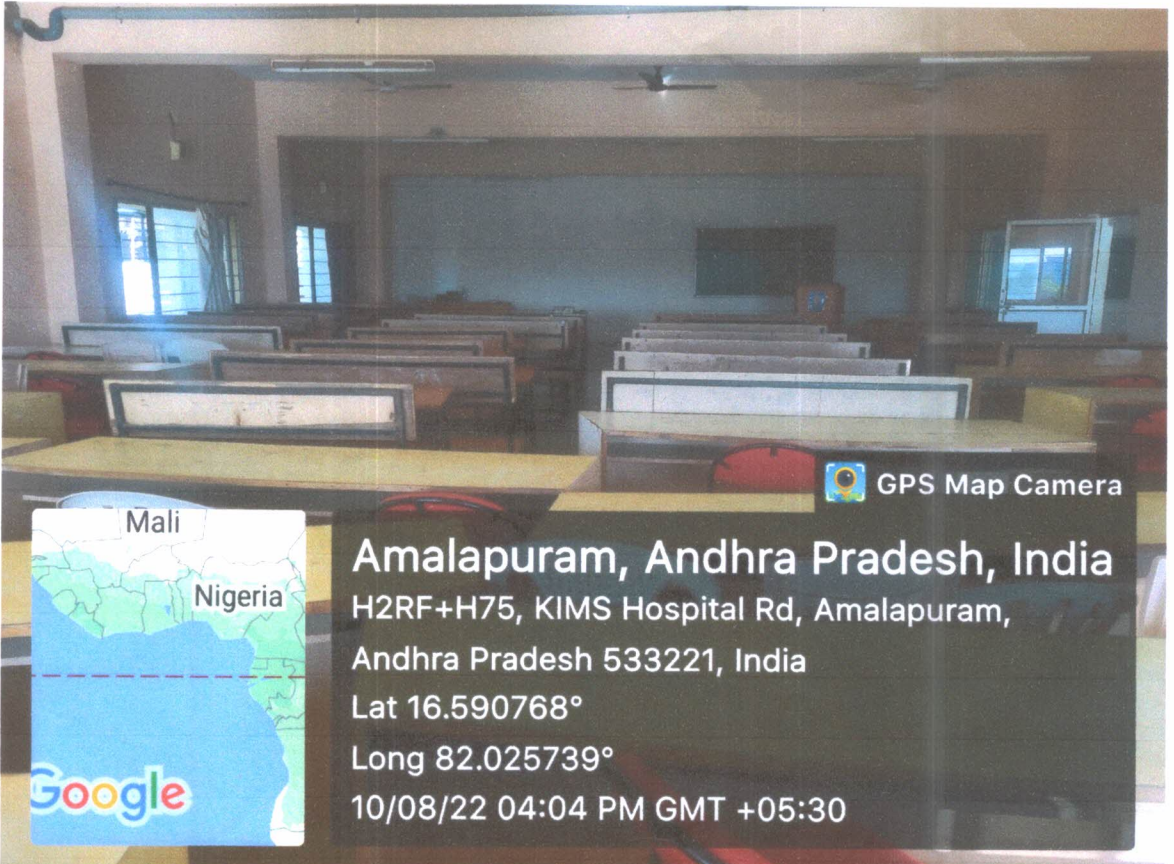 GPS Map Camera
Mali
Nigeria
Google
Amalapuram, Andhra Pradesh, India
H2RF+H75, KIMS Hospital Rd, Amalapuram,
Andhra Pradesh 533221, India
Lat 16.590768°
Long 82.025739°
10/08/22 04:04 PM GMT +05:30